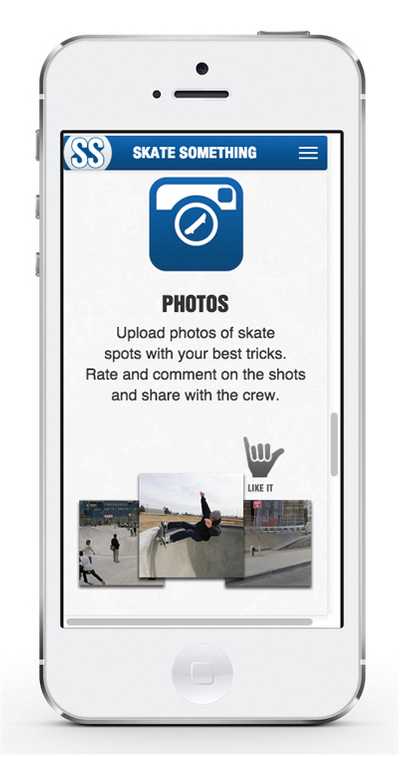 SS SKATE SOMETHING
PHOTOS
Upload photos of skate
spots with your best tricks.
Rate and comment on the shots
and share with the crew.
LIKE IT